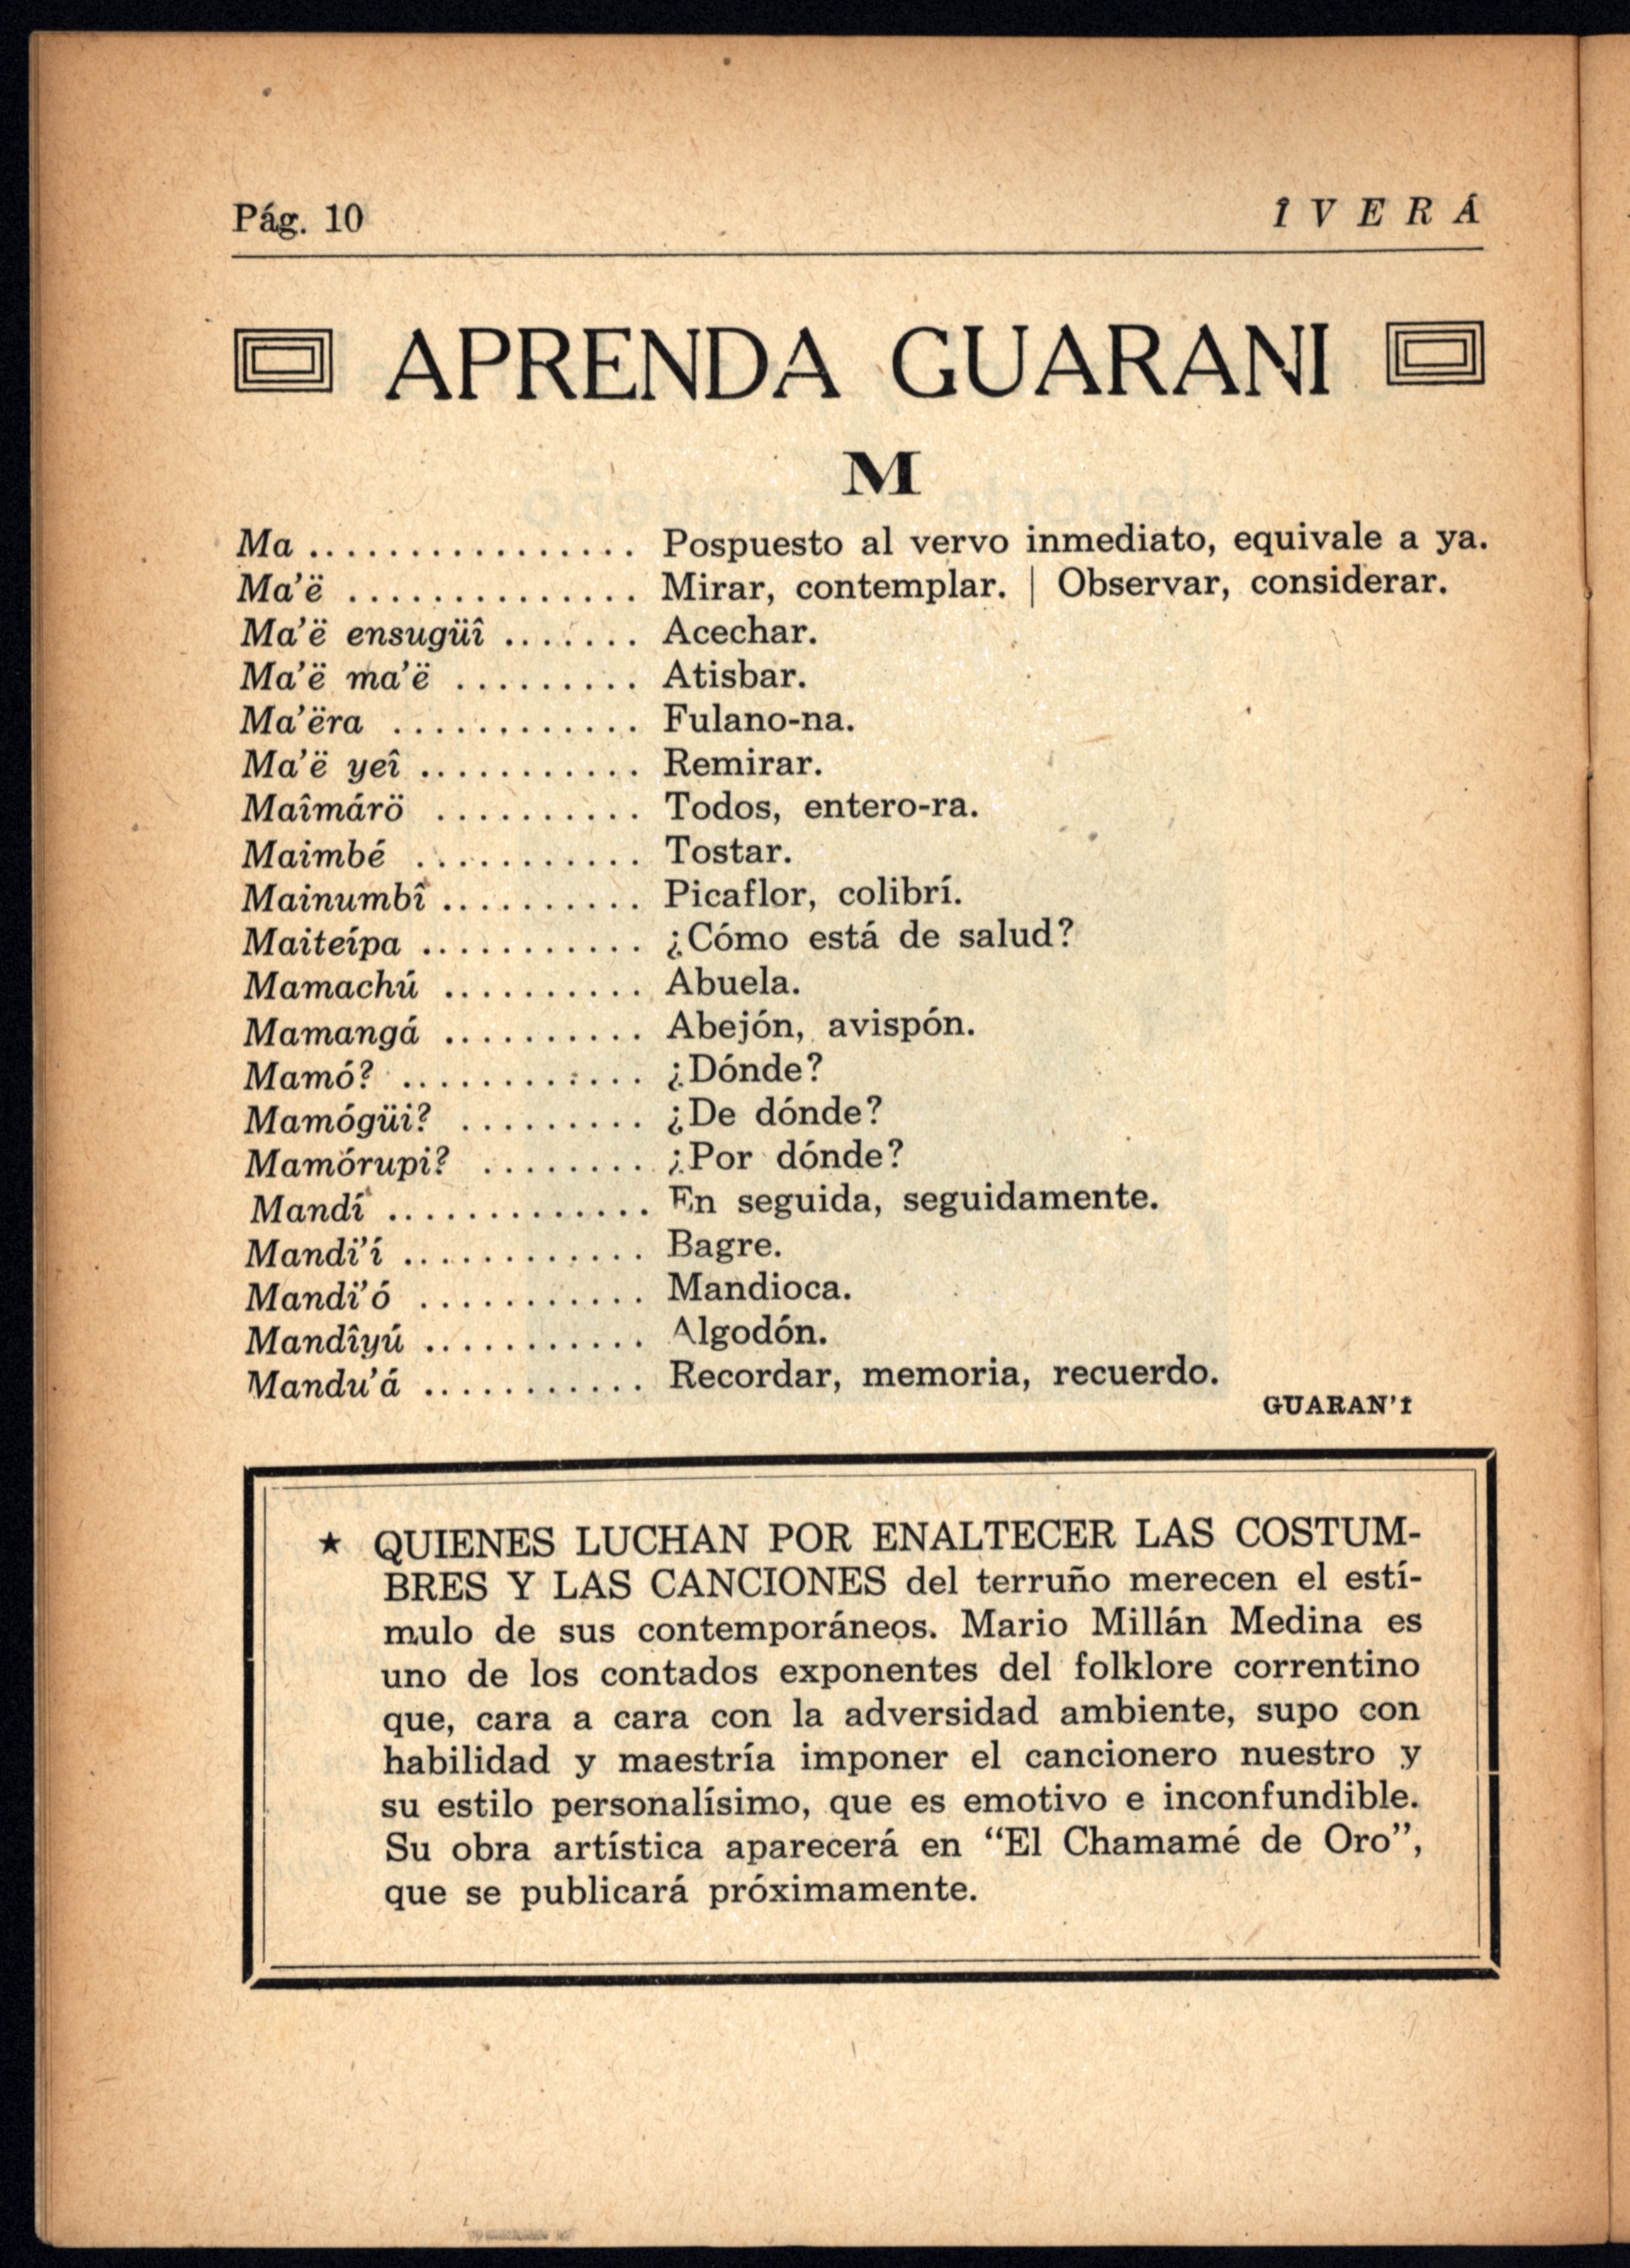 Pág. 10
Î V E R Á
APRENDA GUARANI
M
Ma ................ Pospuesto al vervo inmediato, equivale a ya.
Ma’ë .............. Mirar, contemplar. | Observar, considerar.
Ma’ë ensugüî ....... Acechar.
Ma’ë ma’ë ......... Atisbar.
Ma’ëra ............ Fulano-na.
Ma’ë yeî ........... Remirar.
Maîmárö .......... Todos, entero-ra.
Maimbé ........... Tostar.
Mainumbî .......... Picaflor, colibrí.
Maiteípa ........... ¿Cómo está de salud?
Mamachú .......... Abuela.
Mamangá .......... Abejón, avispón.
Mamó? ............ ¿Dónde?
Mamógüi? ......... ¿De dónde?
Mamórupi? ........ ¿Por dónde?
Mandí ............. En seguida, seguidamente.
Mandi’í ............ Bagre.
Mandi’ó ........... Mandioca.
Mandîyú ........... Algodón.
Mandu’á ........... Recordar, memoria, recuerdo.
GUARAN’I
★ QUIENES LUCHAN POR ENALTECER LAS COSTUM-
BRES Y LAS CANCIONES del terruño merecen el estí-
mulo de sus contemporáneos. Mario Millán Medina es
uno de los contados exponentes del folklore correntino
que, cara a cara con la adversidad ambiente, supo con
habilidad y maestría imponer el cancionero nuestro y
su estilo personalísimo, que es emotivo e inconfundible.
Su obra artística aparecerá en “El Chamamé de Oro”,
que se publicará próximamente.